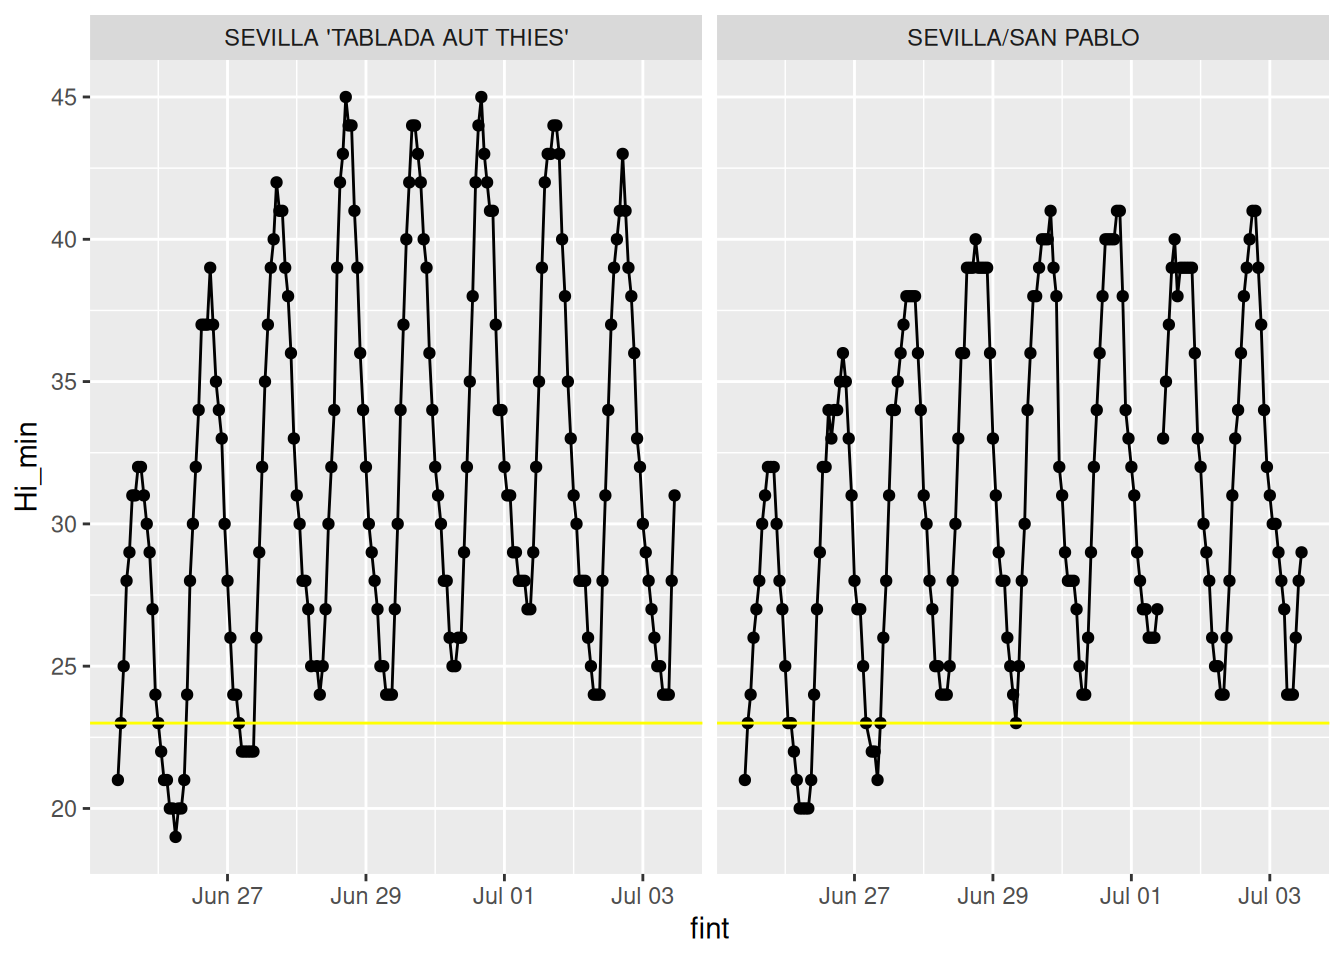 SEVILLA 'TABLADA AUT THIES'
SEVILLA/SAN PABLO
45
40
35
30
25
20
Hi_min
Jun 27
Jun 29
Jul 01
Jul 03
Jun 27
Jun 29
Jul 01
Jul 03
fint